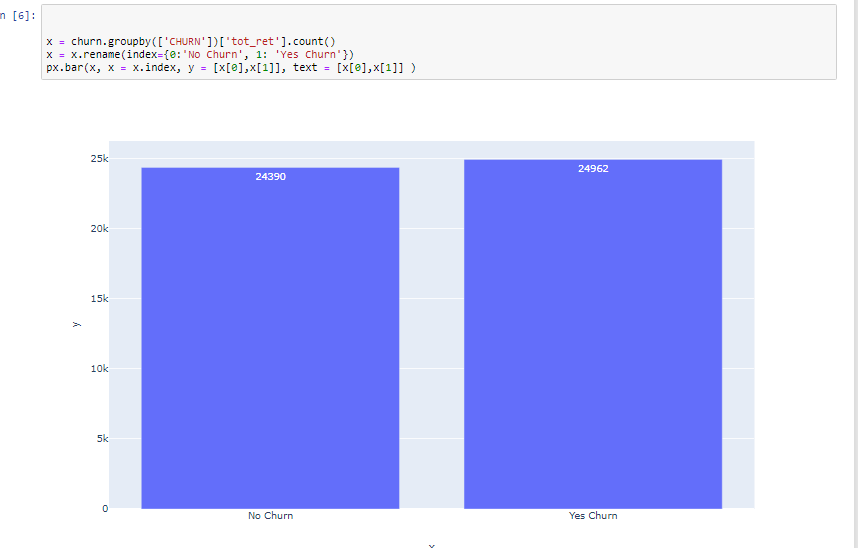 n [6]:
x = churn.groupby(['CHURN'])['tot_ret'].count()
x = x.rename(index={0:'No Churn', 1: 'Yes Churn'})
px.bar(x, x = x.index, y = [x[0],x[1]], text = [x[0],x[1]] )
25k
20k
15k
10k
5k
0
y
24390
24962
No Churn
Yes Churn
x